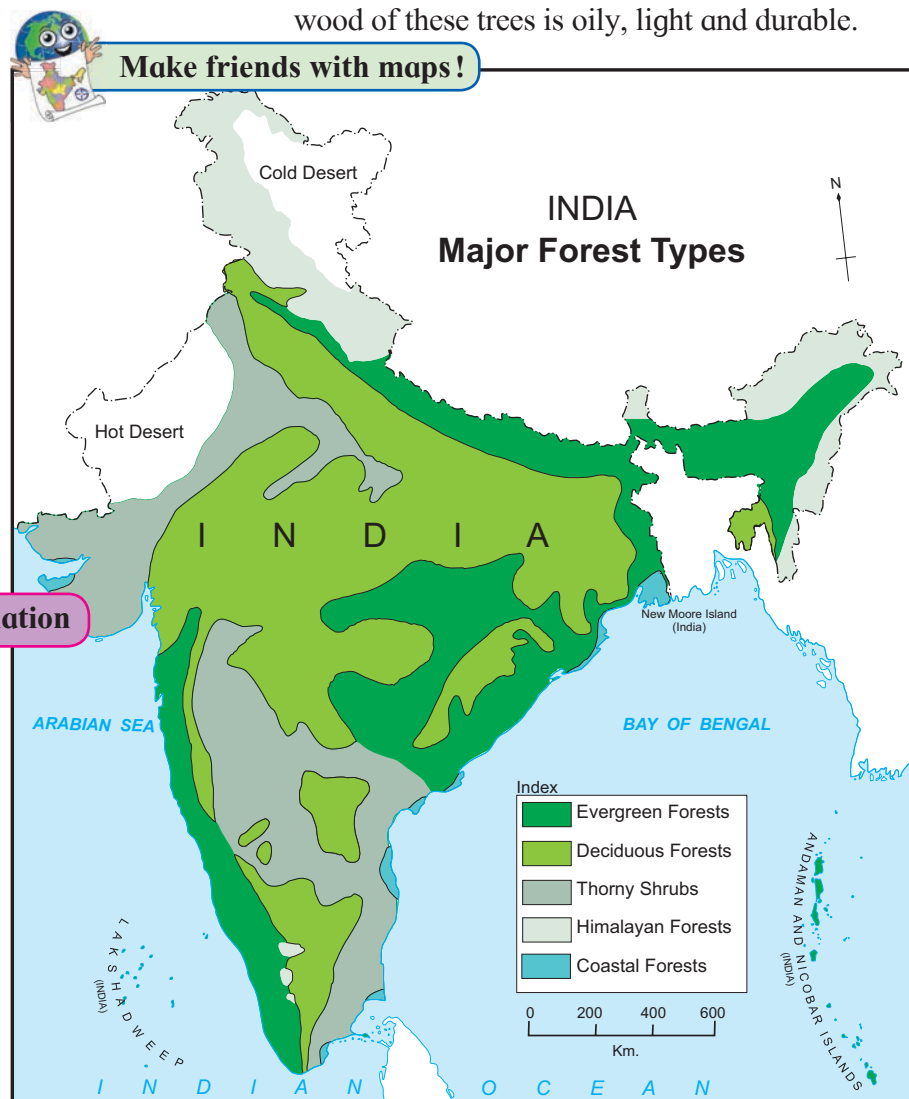 wood of these trees is oily, light and durable.
Make friends with maps!
Cold Desert
N
INDIA
Major Forest Types
Hot Desert
I N D I A
New Moore Island
(India)
ARABIAN SEA
BAY OF BENGAL
Index
Evergreen Forests
Deciduous Forests
Thorny Shrubs
Himalayan Forests
Coastal Forests
0 200 400 600
Km.
LAKSHADWEEP
(INDIA)
ANDAMAN AND NICOBAR ISLANDS
(INDIA)
INDIAN OCEAN